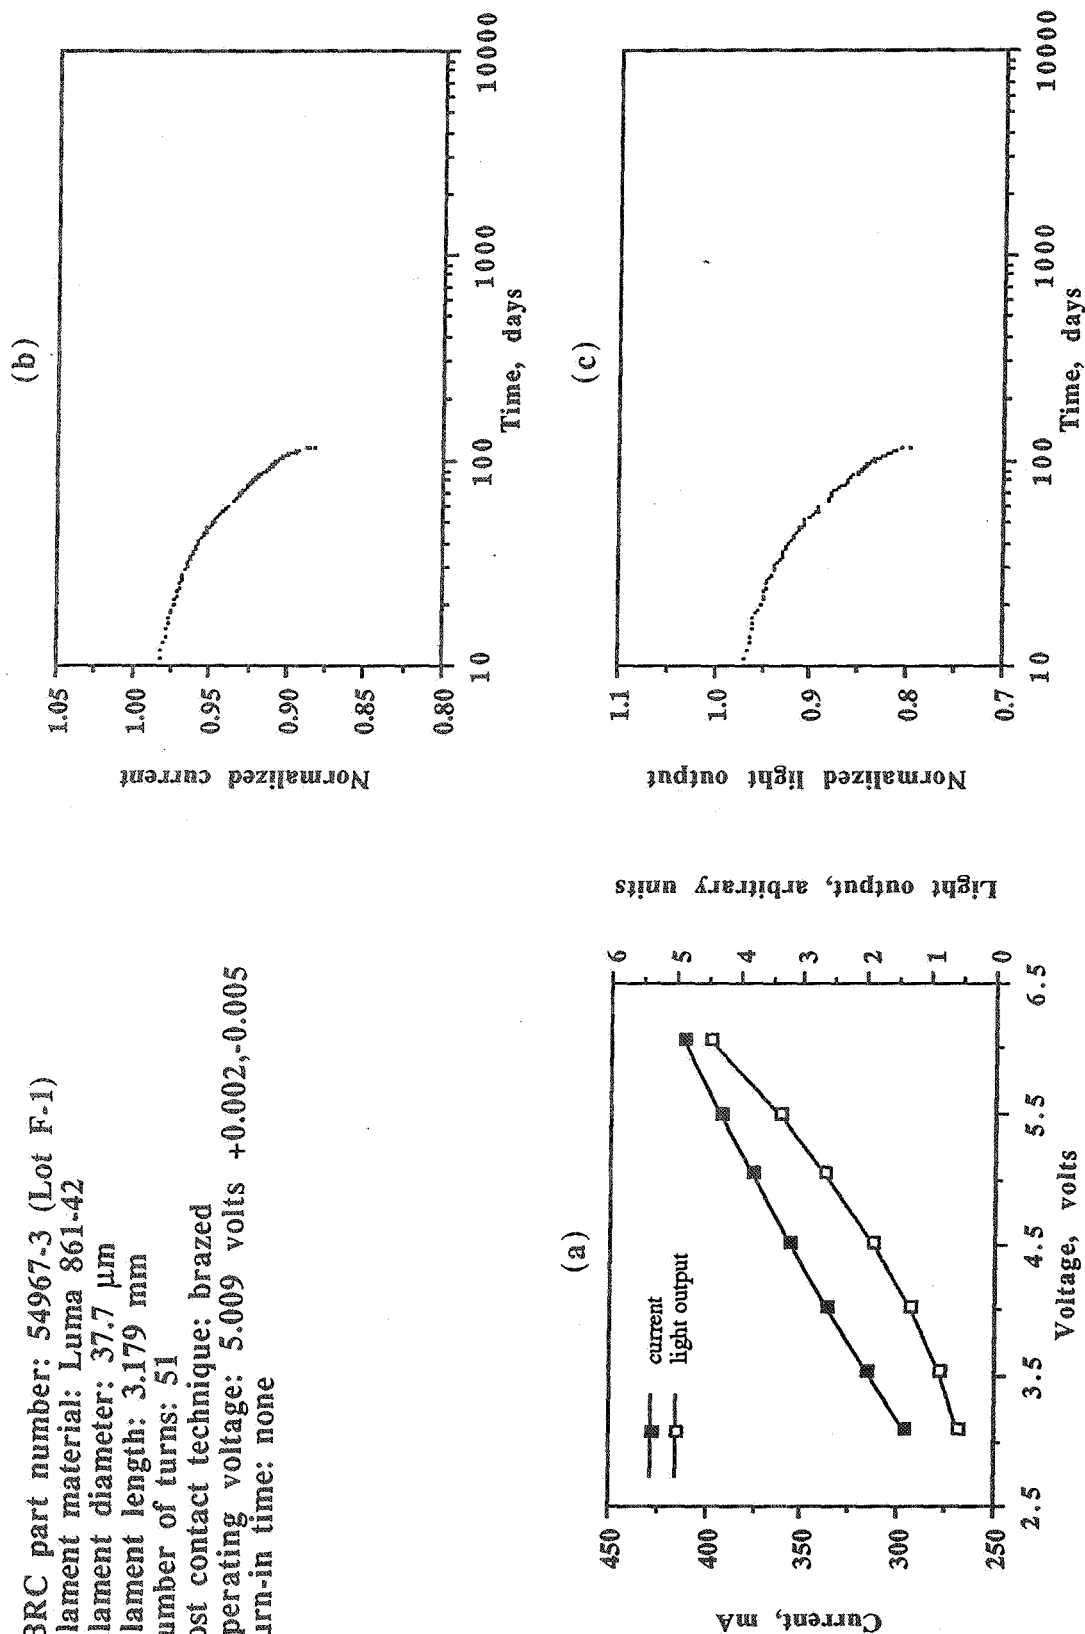 BRC part number: 54967-3 (Lot F-1)
lament material: Luma 861-42
lament diameter: 37.7 µm
lament length: 3.179 mm
umber of turns: 51
ost contact technique: brazed
perating voltage: 5.009 volts +0.002,-0.005
urn-in time: none
(a)
current
light output
Current, mA
450
400
350
300
250
2.5
3.5
4.5
5.5
6.5
Voltage, volts
6
5
4
3
2
1
0
Light output, arbitrary units
(b)
Normalized current
1.05
1.00
0.95
0.90
0.85
0.80
10
100
1000
10000
Time, days
(c)
Normalized light output
1.1
1.0
0.9
0.8
0.7
10
100
1000
10000
Time, days